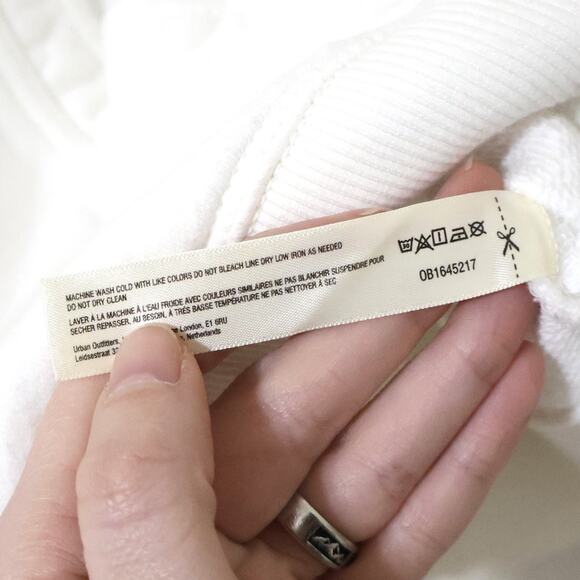 MACHINE WASH COLD WITH LIKE COLORS DO NOT BLEACH LINE DRY LOW IRON AS NEEDED
DO NOT DRY CLEAN
LAVER À LA MACHINE À L'EAU FROIDE AVEC COULEURS SIMILAIRES NE PAS BLANCHIR SUSPENDRE POUR
SECHER REPASSER, AU BESOIN, À TRÈS BASSE TEMPÉRATURE NE PAS NETTOYER À SEC
Urban Outfitters, London, E1 6RU
Leidsestraat Netherlands
OB1645217